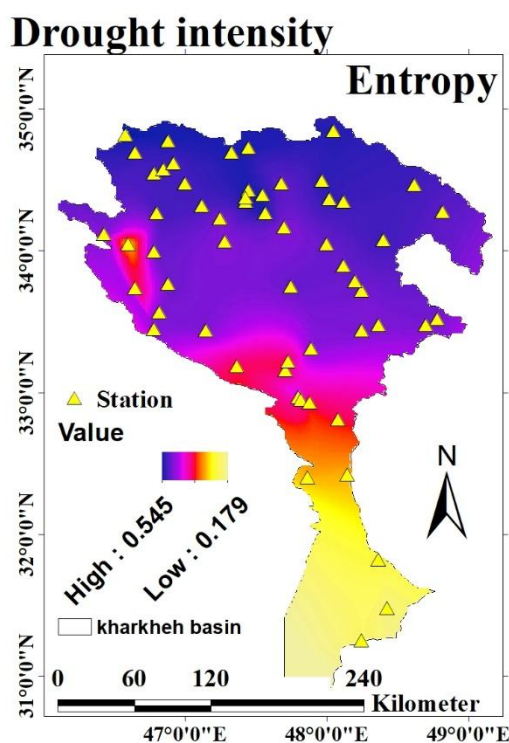 Drought intensity
Entropy
35°0'0"N
34°0'0"N
33°0'0"N
32°0'0"N
31°0'0"N
Station
Value
High : 0.545
Low : 0.179
N
kharkheh basin
0 60 120 240
Kilometer
47°0'0"E 48°0'0"E 49°0'0"E